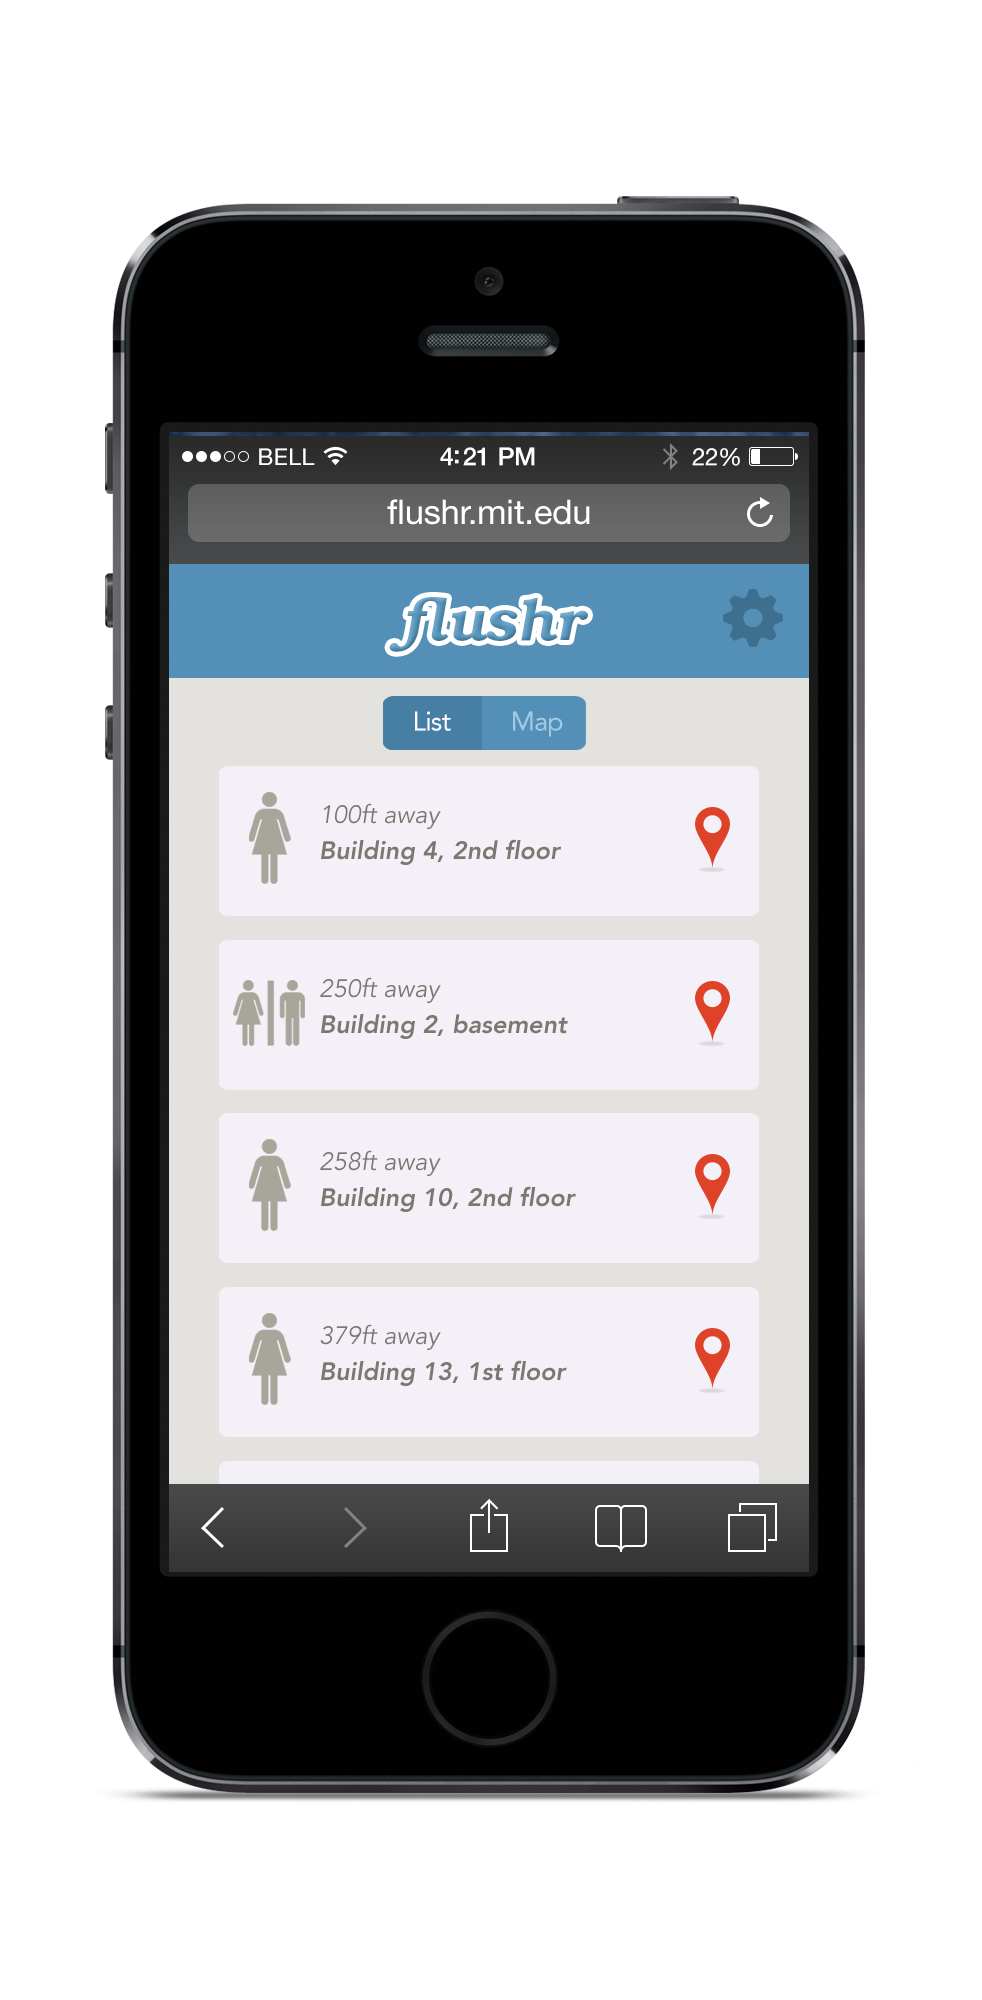 BELL 4:21 PM 22%
flushr.mit.edu
flushr
List Map
100ft away
Building 4, 2nd floor
250ft away
Building 2, basement
258ft away
Building 10, 2nd floor
379ft away
Building 13, 1st floor